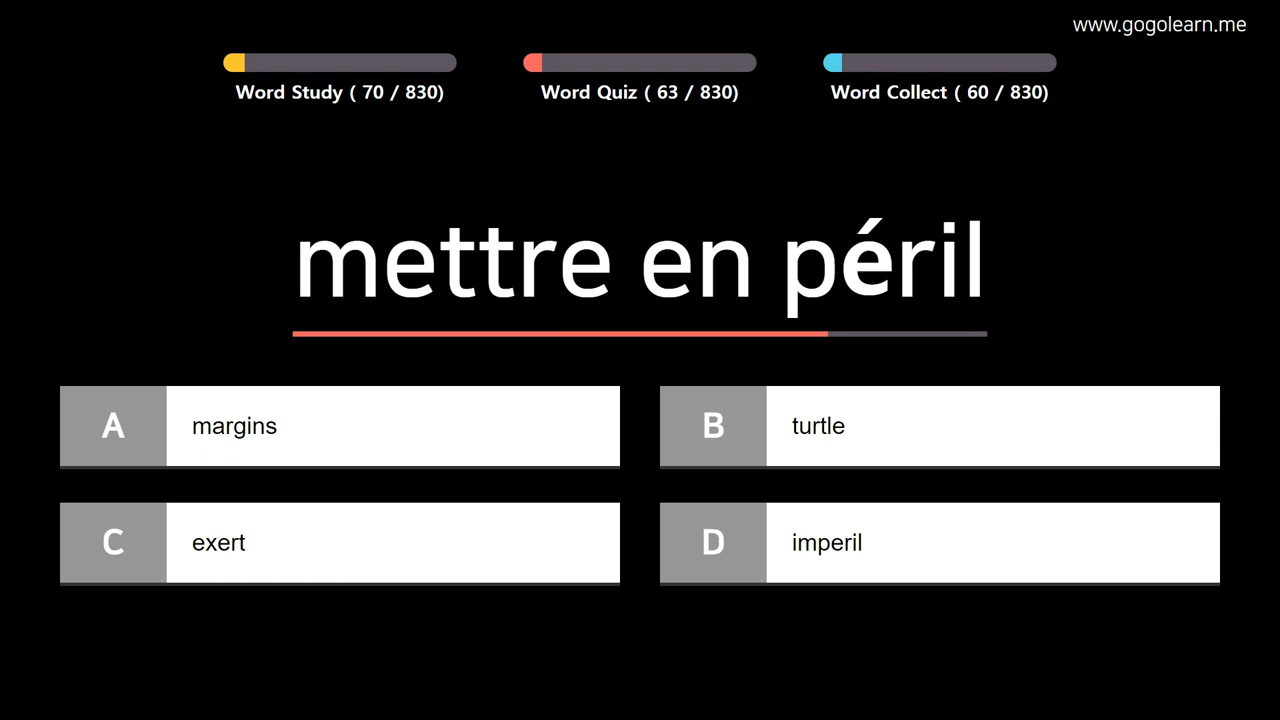 www.gogolearn.me
Word Study ( 70 / 830)
Word Quiz ( 63 / 830)
Word Collect ( 60 / 830)
mettre en péril
A margins
B turtle
C exert
D imperil